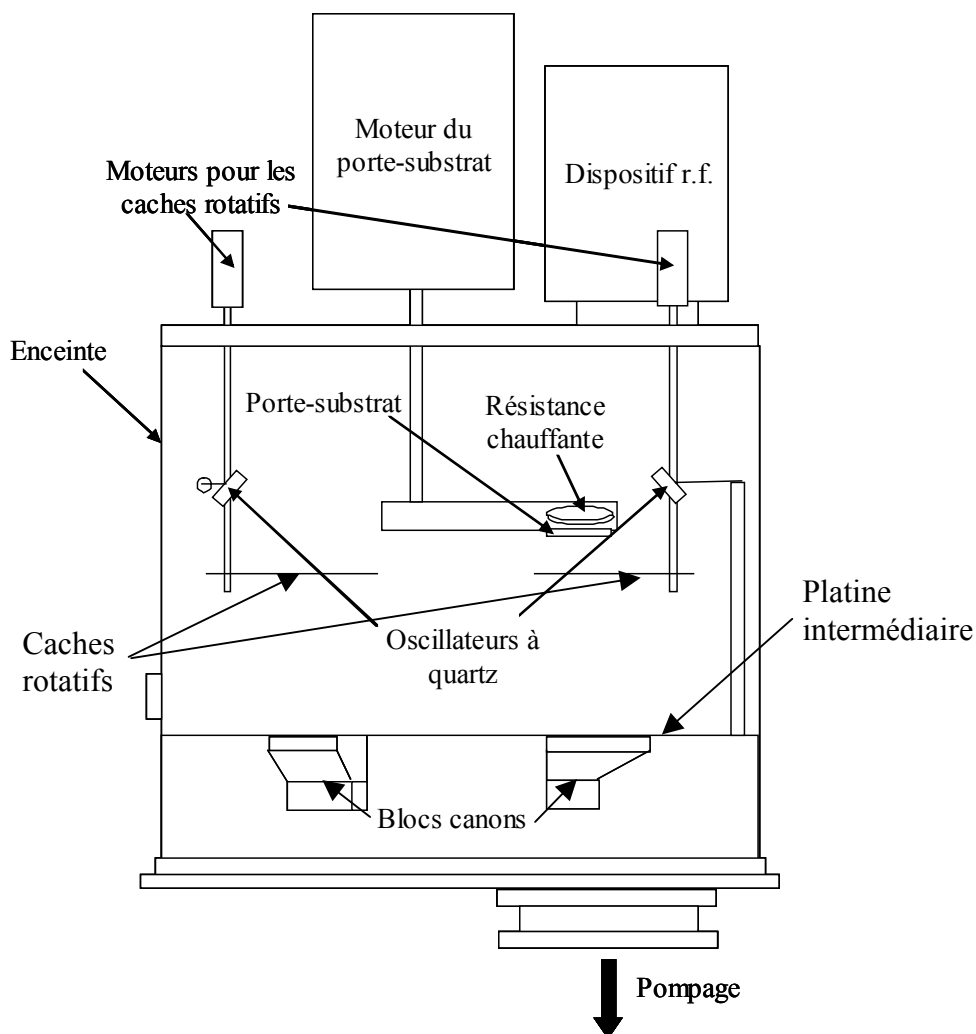 Moteur du
porte-substrat
Dispositif r.f.
Moteurs pour les
caches rotatifs
Enceinte
Porte-substrat
Résistance
chauffante
Platine
intermédiaire
Caches
rotatifs
Oscillateurs à
quartz
Blocs canons
Pompage